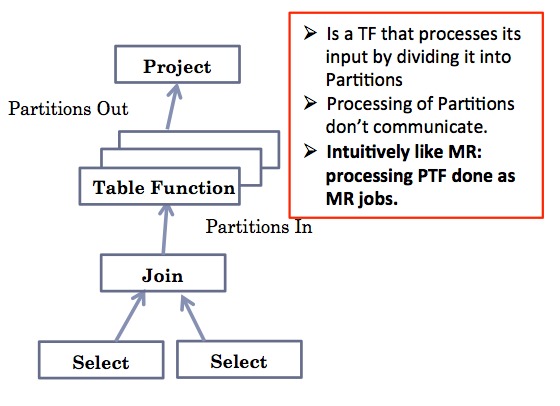 Project
Partitions Out
Table Function
Partitions In
Join
Select
Select
➢ Is a TF that processes its
input by dividing it into
Partitions
➢ Processing of Partitions
don't communicate.
➢ Intuitively like MR:
processing PTF done as
MR jobs.